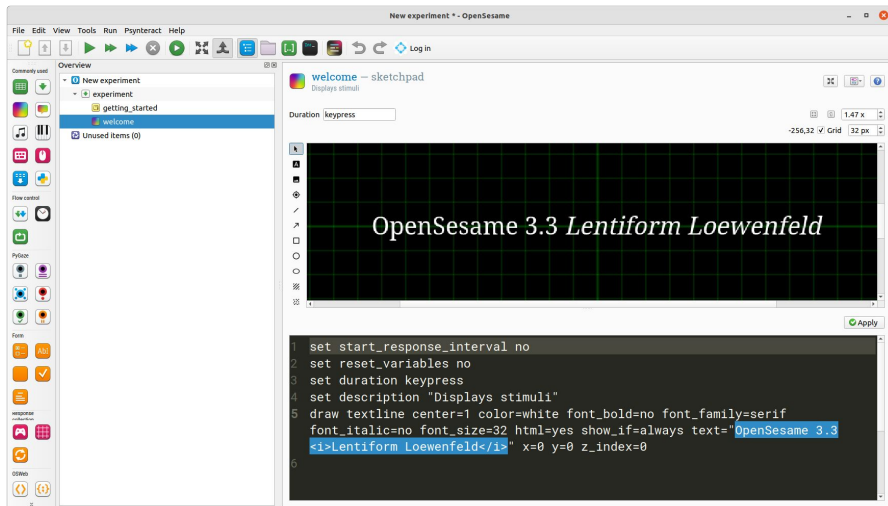 New experiment * - OpenSesame
File Edit View Tools Run Psynteract Help
Log in
Commonly used
Flow control
PyGaze
Form
Response
OSWeb
Overview
New experiment
experiment
getting_started
welcome
Unused items (0)
welcome — sketchpad
Displays stimuli
Duration keypress
1.47 x
-256,32 Grid 32 px
OpenSesame 3.3 Lentiform Loewenfeld
Apply
1 set start_response_interval no
2 set reset_variables no
3 set duration keypress
4 set description "Displays stimuli"
5 draw textline center=1 color=white font_bold=no font_family=serif
font_italic=no font_size=32 html=yes show_if=always text="OpenSesame 3.3
<i>Lentiform Loewenfeld</i>" x=0 y=0 z_index=0
6